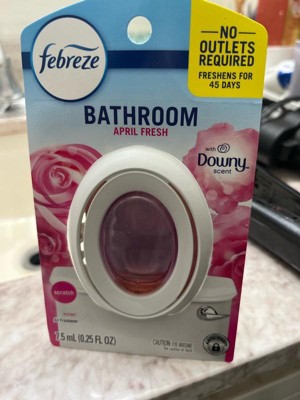 febreze
NO
OUTLETS
REQUIRED
FRESHENS FOR
45 DAYS
BATHROOM
APRIL FRESH
with
Downy
scent
scratch
7.5 mL (0.25 FL OZ)